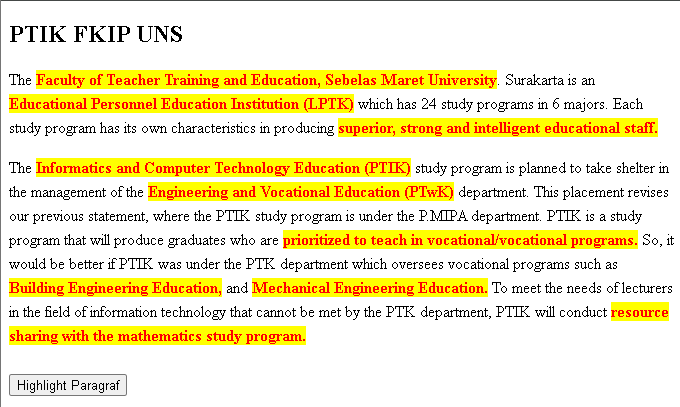 PTIK FKIP UNS
The Faculty of Teacher Training and Education, Sebelas Maret University. Surakarta is an
Educational Personnel Education Institution (LPTK) which has 24 study programs in 6 majors. Each
study program has its own characteristics in producing superior, strong and intelligent educational staff.
The Informatics and Computer Technology Education (PTIK) study program is planned to take shelter in
the management of the Engineering and Vocational Education (PTwK) department. This placement revises
our previous statement, where the PTIK study program is under the P.MIPA department. PTIK is a study
program that will produce graduates who are prioritized to teach in vocational/vocational programs. So, it
would be better if PTIK was under the PTK department which oversees vocational programs such as
Building Engineering Education, and Mechanical Engineering Education. To meet the needs of lecturers
in the field of information technology that cannot be met by the PTK department, PTIK will conduct resource
sharing with the mathematics study program.
Highlight Paragraf